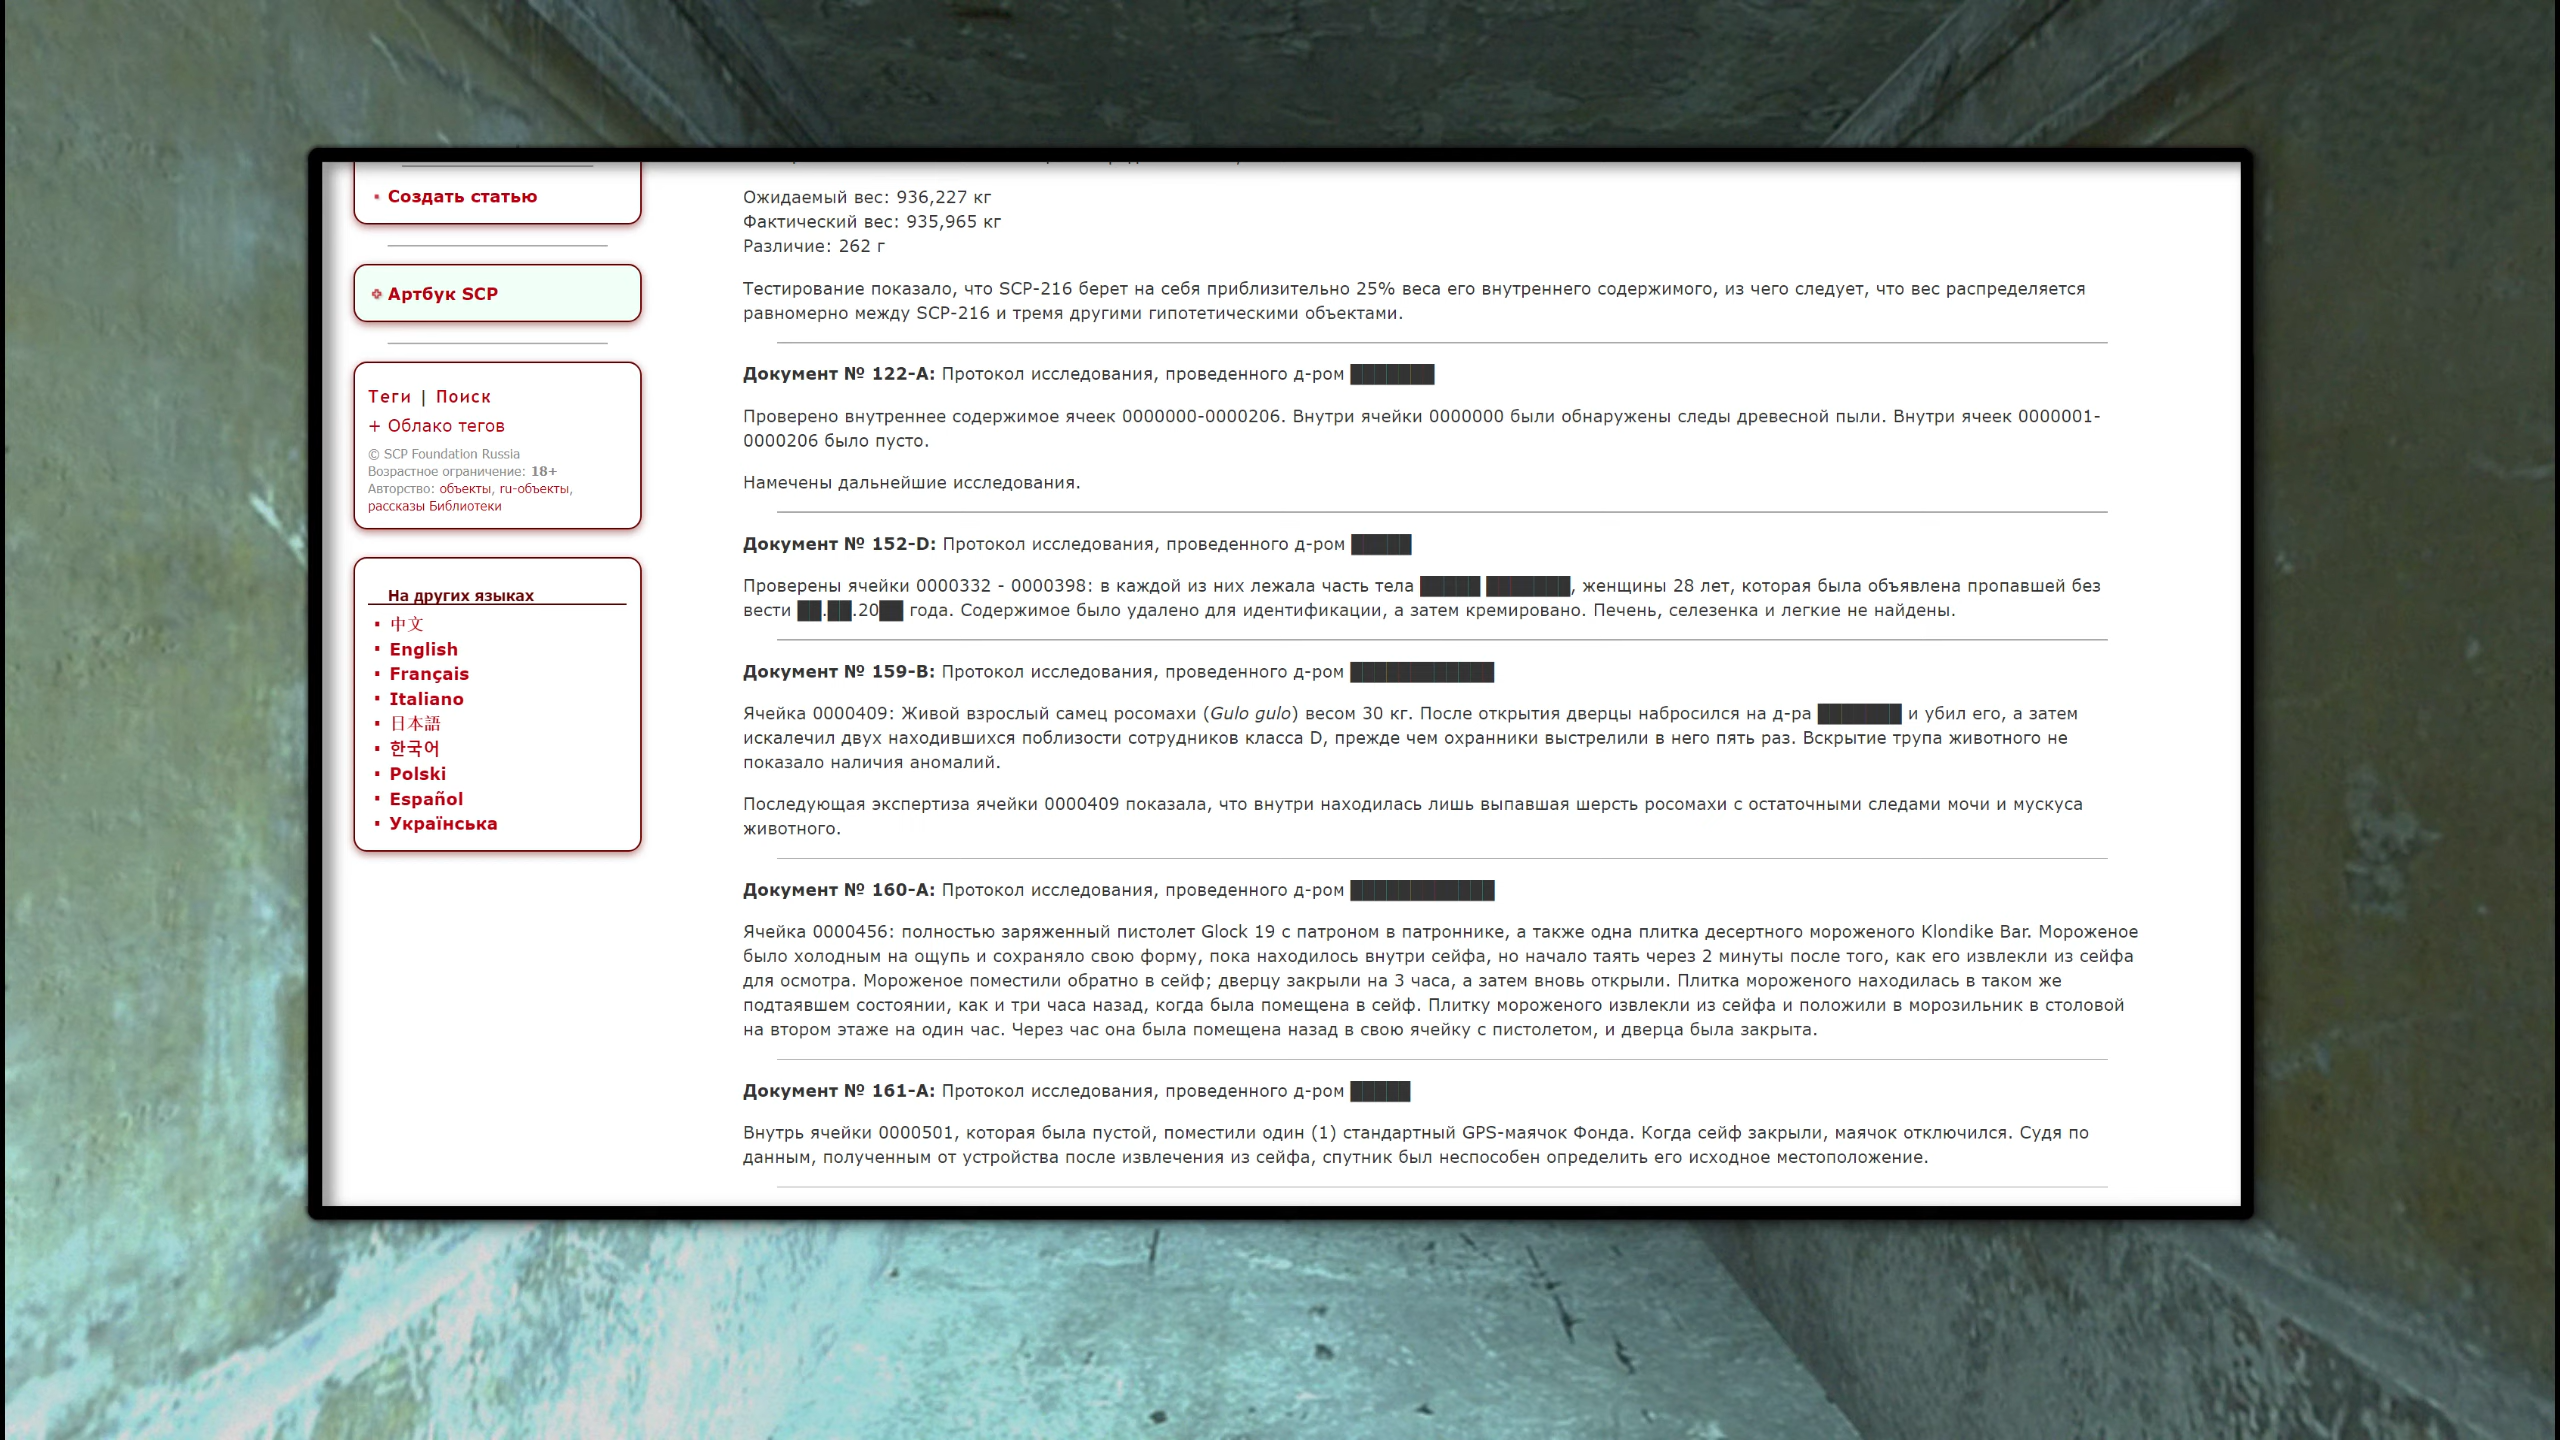 Создать статью
Артбук SCP
Теги | Поиск
+ Облако тегов
© SCP Foundation Russia
Возрастное ограничение: 18+
Авторство: объекты, ru-объекты,
рассказы Библиотеки
На других языках
中文
English
Français
Italiano
日本語
한국어
Polski
Español
Українська
Ожидаемый вес: 936,227 кг
Фактический вес: 935,965 кг
Различие: 262 г
Тестирование показало, что SCP-216 берет на себя приблизительно 25% веса его внутреннего содержимого, из чего следует, что вес распределяется
равномерно между SCP-216 и тремя другими гипотетическими объектами.
Документ № 122-A: Протокол исследования, проведенного д-ром ███████
Проверено внутреннее содержимое ячеек 0000000-0000206. Внутри ячейки 0000000 были обнаружены следы древесной пыли. Внутри ячеек 0000001-
0000206 было пусто.
Намечены дальнейшие исследования.
Документ № 152-D: Протокол исследования, проведенного д-ром █████
Проверены ячейки 0000332 - 0000398: в каждой из них лежала часть тела █████ ███████, женщины 28 лет, которая была объявлена пропавшей без
вести ██.██.20██ года. Содержимое было удалено для идентификации, а затем кремировано. Печень, селезенка и легкие не найдены.
Документ № 159-B: Протокол исследования, проведенного д-ром ████████████
Ячейка 0000409: Живой взрослый самец росомахи (Gulo gulo) весом 30 кг. После открытия дверцы набросился на д-ра ███████ и убил его, а затем
искалечил двух находившихся поблизости сотрудников класса D, прежде чем охранники выстрелили в него пять раз. Вскрытие трупа животного не
показало наличия аномалий.
Последующая экспертиза ячейки 0000409 показала, что внутри находилась лишь выпавшая шерсть росомахи с остаточными следами мочи и мускуса
животного.
Документ № 160-A: Протокол исследования, проведенного д-ром ████████████
Ячейка 0000456: полностью заряженный пистолет Glock 19 с патроном в патроннике, а также одна плитка десертного мороженого Klondike Bar. Мороженое
было холодным на ощупь и сохраняло свою форму, пока находилось внутри сейфа, но начало таять через 2 минуты после того, как его извлекли из сейфа
для осмотра. Мороженое поместили обратно в сейф; дверцу закрыли на 3 часа, а затем вновь открыли. Плитка мороженого находилась в таком же
подтаявшем состоянии, как и три часа назад, когда была помещена в сейф. Плитку мороженого извлекли из сейфа и положили в морозильник в столовой
на втором этаже на один час. Через час она была помещена назад в свою ячейку с пистолетом, и дверца была закрыта.
Документ № 161-A: Протокол исследования, проведенного д-ром █████
Внутрь ячейки 0000501, которая была пустой, поместили один (1) стандартный GPS-маячок Фонда. Когда сейф закрыли, маячок отключился. Судя по
данным, полученным от устройства после извлечения из сейфа, спутник был неспособен определить его исходное местоположение.